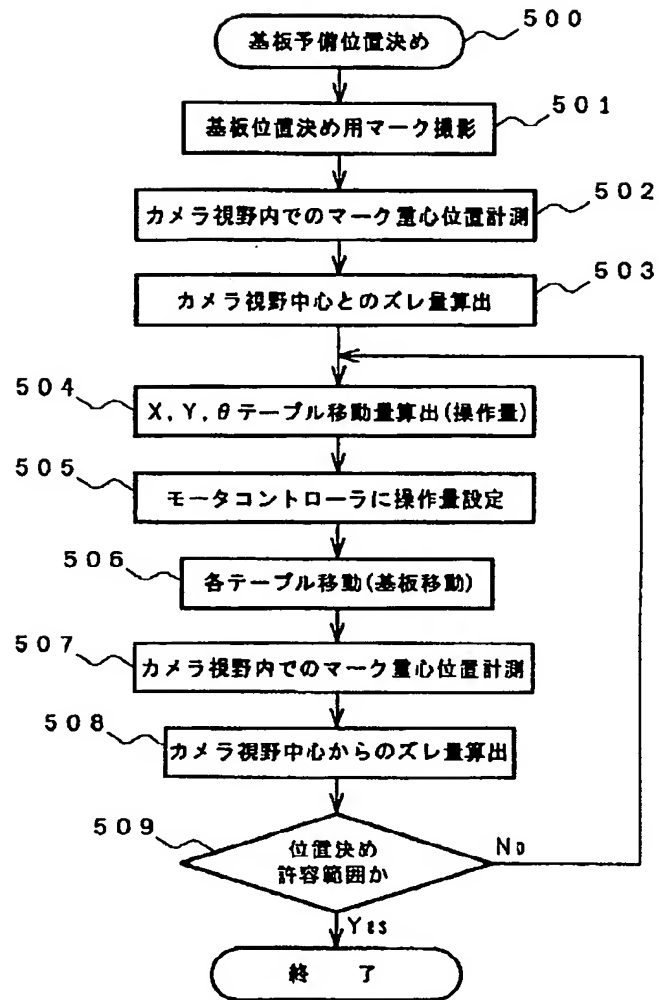 基板予備位置決め
500
基板位置決め用マーク撮影
501
カメラ視野内でのマーク重心位置計測
502
カメラ視野中心とのズレ量算出
503
504
X, Y, θテーブル移動量算出(操作量)
505
モータコントローラに操作量設定
506
各テーブル移動(基板移動)
507
カメラ視野内でのマーク重心位置計測
508
カメラ視野中心からのズレ量算出
509
位置決め
許容範囲か
No
Yes
終 了